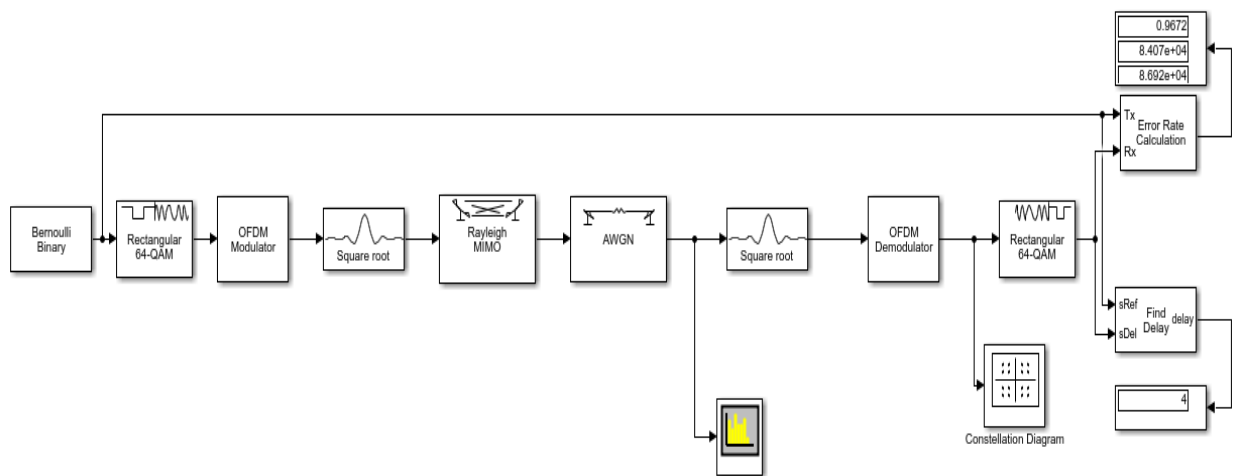 0.9672
8.407e+04
8.692e+04
Tx
Rx
Error Rate
Calculation
Bernoulli
Binary
Rectangular
64-QAM
OFDM
Modulator
Square root
Rayleigh
MIMO
AWGN
Square root
OFDM
Demodulator
Rectangular
64-QAM
sRef
sDel
Find
Delay
delay
4
Constellation Diagram